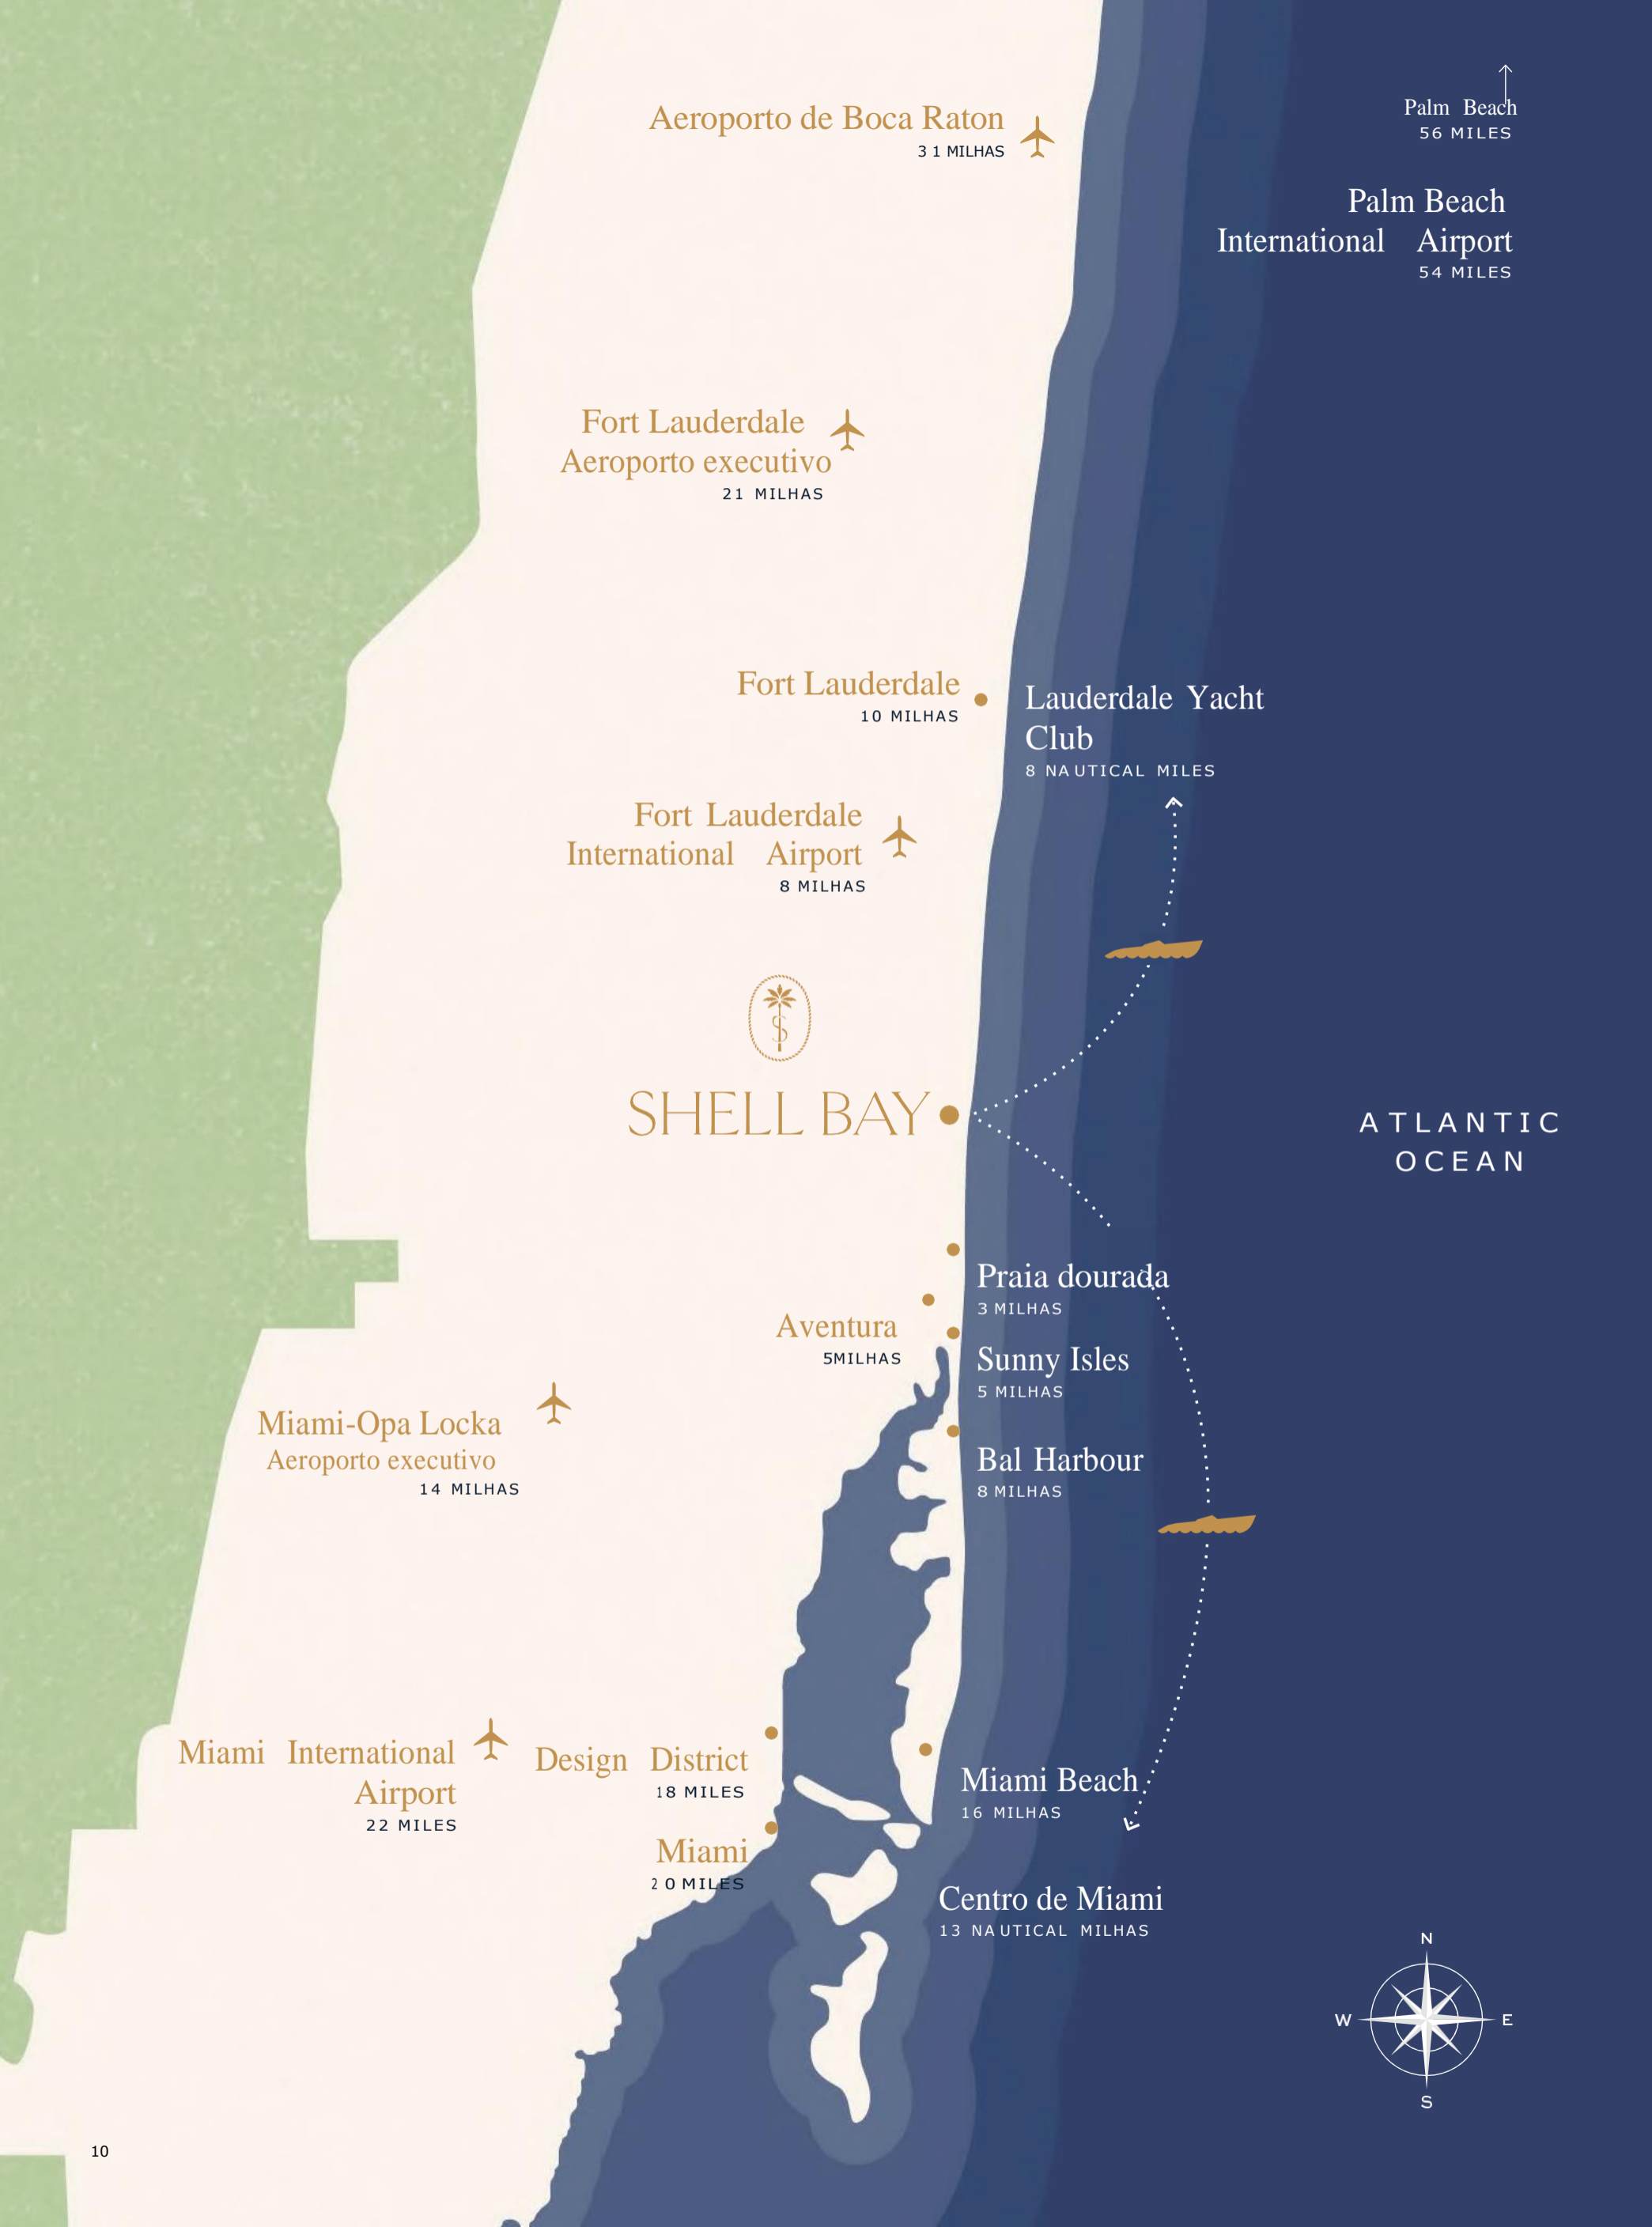 Palm Beach
56 MILES
Aeroporto de Boca Raton
31 MILHAS
Palm Beach
International Airport
54 MILES
Fort Lauderdale
Aeroporto executivo
21 MILHAS
Fort Lauderdale
10 MILHAS
Lauderdale Yacht
Club
8 NAUTICAL MILES
Fort Lauderdale
International Airport
8 MILHAS
S
SHELL BAY
ATLANTIC
OCEAN
Praia dourada
3 MILHAS
Aventura
5MILHAS
Sunny Isles
5 MILHAS
Miami-Opa Locka
Aeroporto executivo
14 MILHAS
Bal Harbour
8 MILHAS
Miami International
Airport
22 MILES
Design District
18 MILES
Miami Beach
16 MILHAS
Miami
20 MILES
Centro de Miami
13 NAUTICAL MILHAS
N
W E
S
10